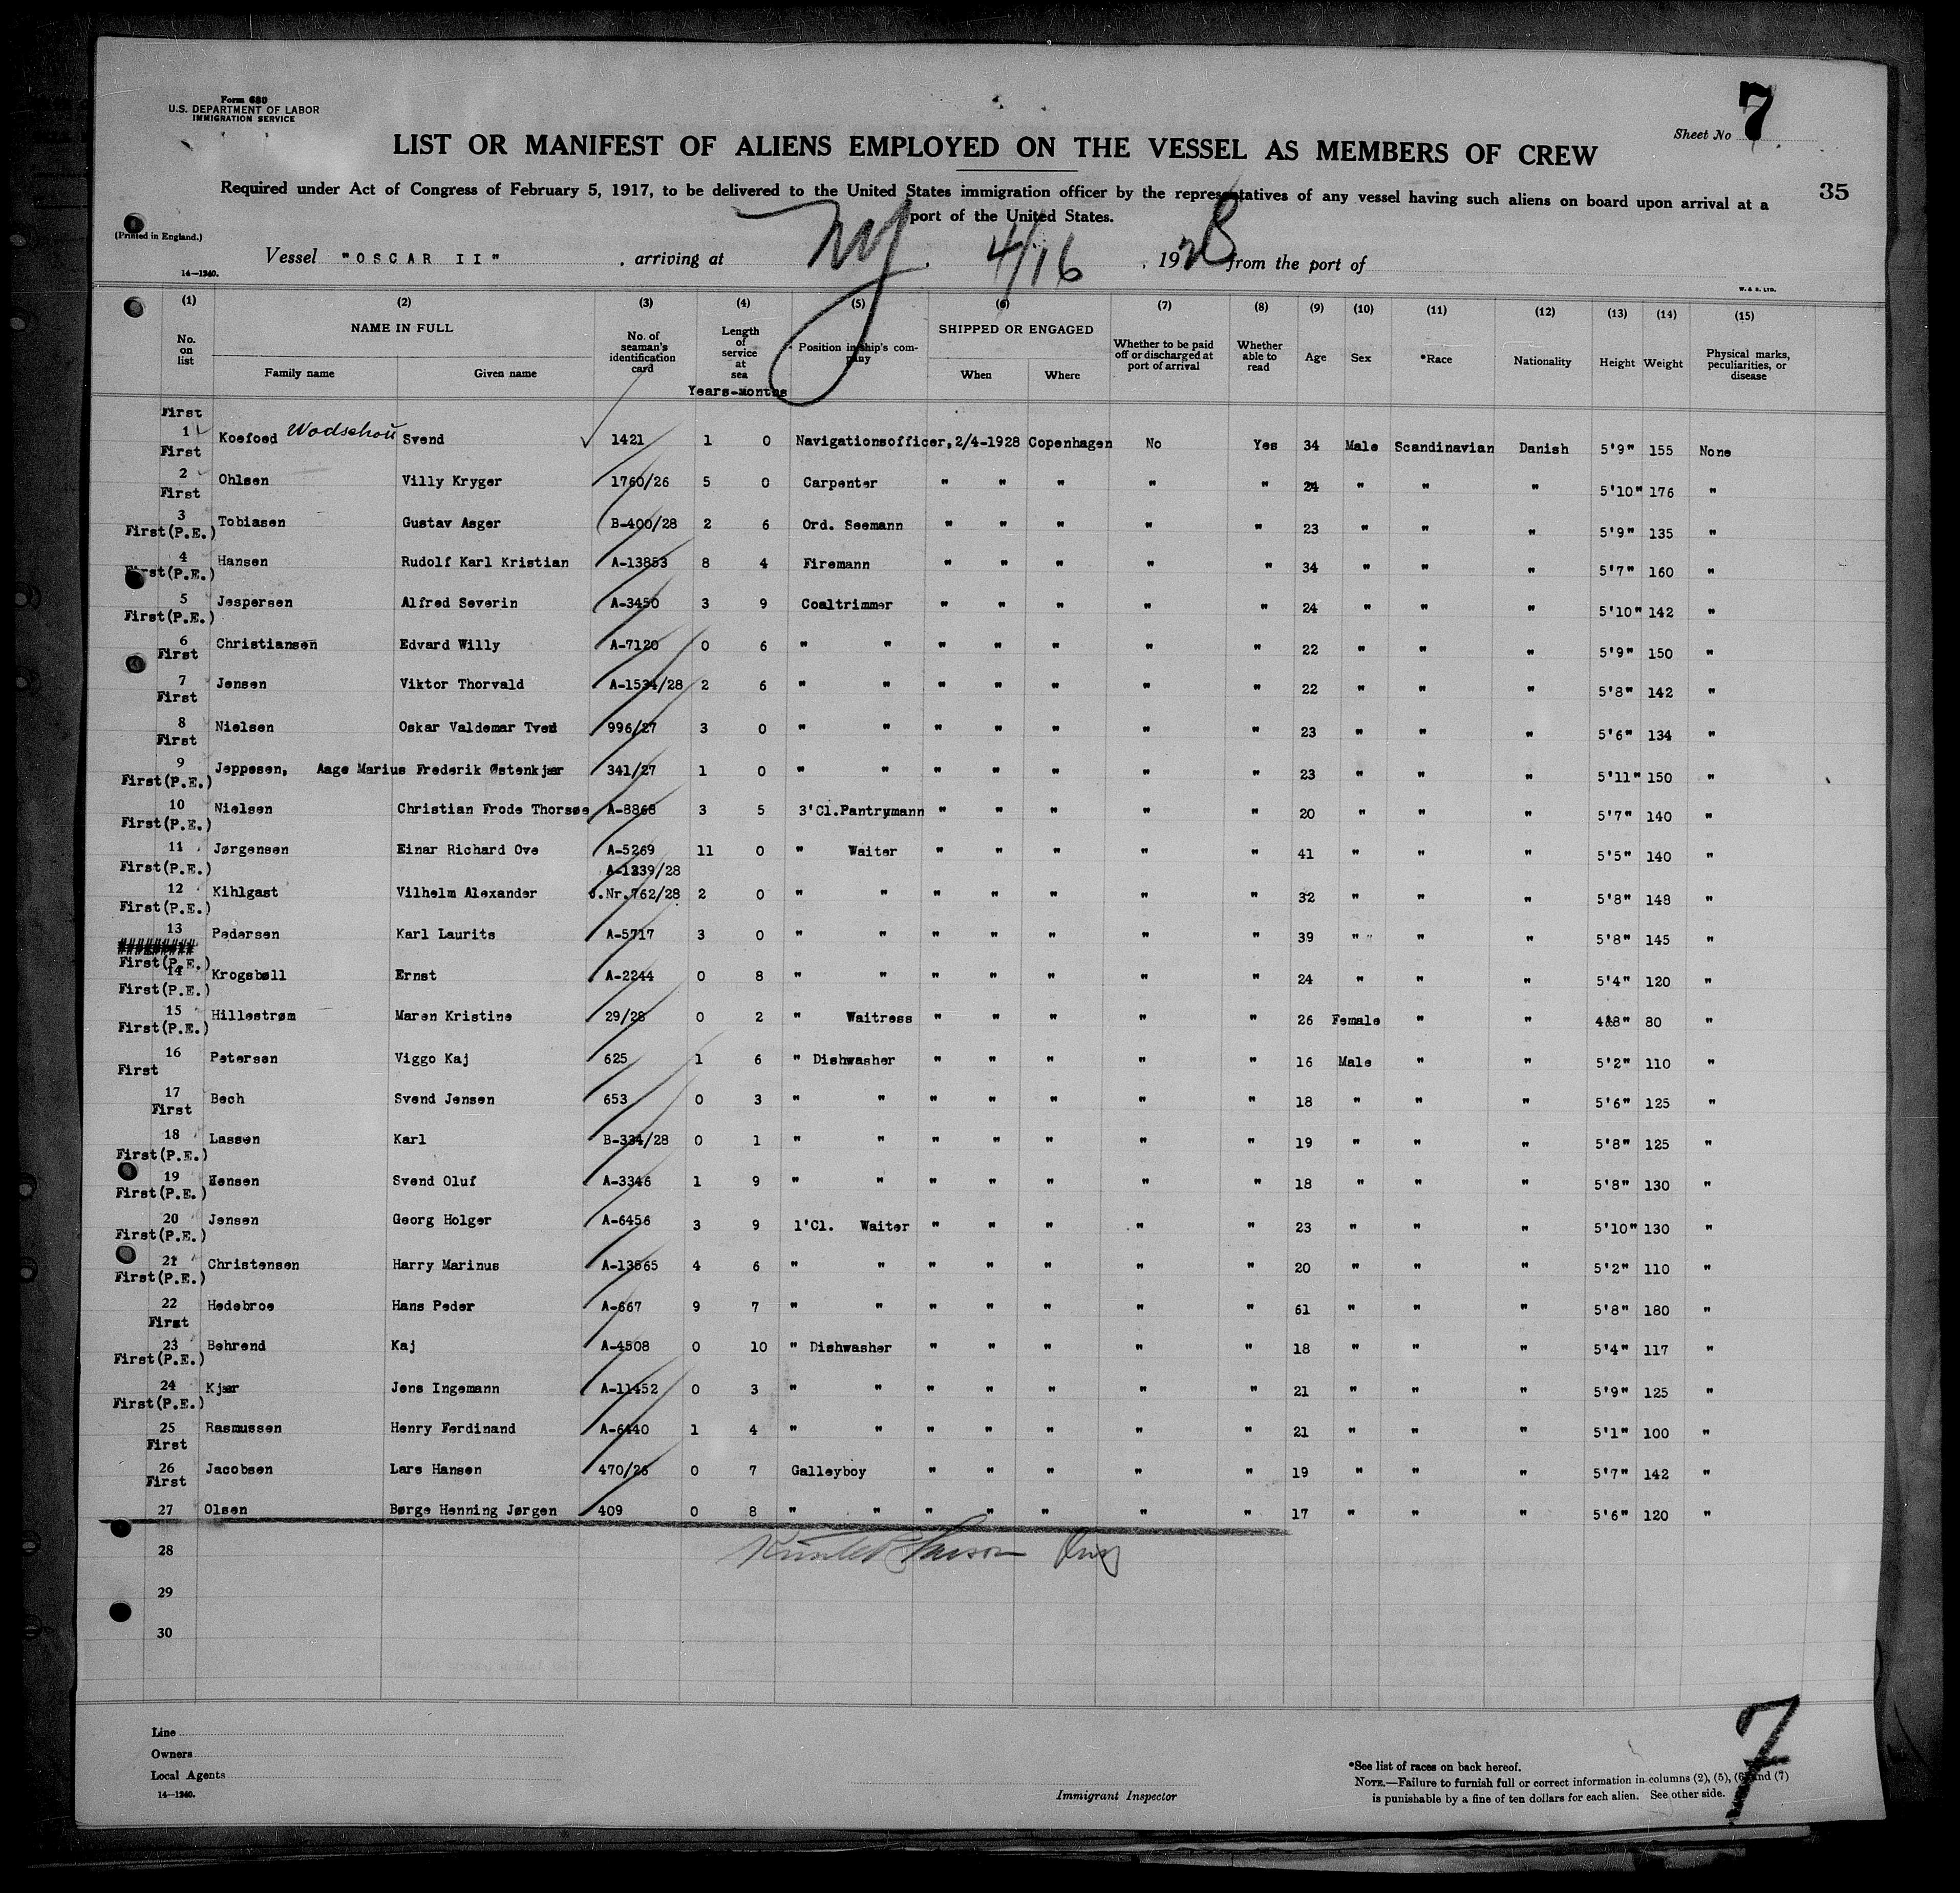 Form 680
U.S. DEPARTMENT OF LABOR
IMMIGRATION SERVICE
Sheet No 7
LIST OR MANIFEST OF ALIENS EMPLOYED ON THE VESSEL AS MEMBERS OF CREW
35
Required under Act of Congress of February 5, 1917, to be delivered to the United States immigration officer by the representatives of any vessel having such aliens on board upon arrival at a
port of the United States.
(Printed in England.)
Vessel "OSCAR II" , arriving at NY. 4/16 , 1928 from the port of
14—1240.
W. & S. LTD.
(1) (2) (3) (4) (5) (6) (7) (8) (9) (10) (11) (12) (13) (14) (15)
No. on list NAME IN FULL Family name Given name No. of seaman's identification card Length of service at sea Position in ship's company SHIPPED OR ENGAGED When Where Whether to be paid off or discharged at port of arrival Whether able to read Age Sex *Race Nationality Height Weight Physical marks, peculiarities, or disease
Years-months
First
1 Koefoed Wodschou Svend 1421 1 0 Navigationsofficer, 2/4-1928 Copenhagen No Yes 34 Male Scandinavian Danish 5'9" 155 None
First
2 Ohlsen Villy Kryger 1760/26 5 0 Carpenter " " " " " 24 " " " 5'10" 176 "
First
3 Tobiasen Gustav Asger B-400/28 2 6 Ord. Seemann " " " " " 23 " " " 5'9" 135 "
First(P.E.)
4 Hansen Rudolf Karl Kristian A-13853 8 4 Firemann " " " " " 34 " " " 5'7" 160 "
First(P.E.)
5 Jespersen Alfred Severin A-3450 3 9 Coaltrimmer " " " " " 24 " " " 5'10" 142 "
First(P.E.)
6 Christiansen Edvard Willy A-7120 0 6 " " " " " " " 22 " " " 5'9" 150 "
First
7 Jensen Viktor Thorvald A-1534/28 2 6 " " " " " " " 22 " " " 5'8" 142 "
First
8 Nielsen Oskar Valdemar Tved 996/27 3 0 " " " " " " " 23 " " " 5'6" 134 "
First
9 Jeppesen, Aage Marius Frederik Østenkjær 341/27 1 0 " " " " " " " 23 " " " 5'11" 150 "
First(P.E.)
10 Nielsen Christian Frode Thorsøe A-8868 3 5 3'Cl.Pantrymann " " " " " 20 " " " 5'7" 140 "
First(P.E.)
11 Jørgensen Einar Richard Ove A-5269 11 0 " Waiter " " " " " 41 " " " 5'5" 140 "
First(P.E.) A-1239/28
12 Kihlgast Vilhelm Alexander J.Nr.762/28 2 0 " " " " " " " 32 " " " 5'8" 148 "
First(P.E.)
13 Pedersen Karl Laurits A-5717 3 0 " " " " " " " 39 " " " 5'8" 145 "
First(P.E.)
14 Krogsbøll Ernst A-2244 0 8 " " " " " " " 24 " " " 5'4" 120 "
First(P.E.)
15 Hillestrøm Maren Kristine 29/28 0 2 " Waitress " " " " " 26 Female " " 4'8" 80 "
First(P.E.)
16 Petersen Viggo Kaj 625 1 6 " Dishwasher " " " " " 16 Male " " 5'2" 110 "
First
17 Bech Svend Jensen 653 0 3 " " " " " " " 18 " " " 5'6" 125 "
First
18 Lassen Karl B-334/28 0 1 " " " " " " " 19 " " " 5'8" 125 "
First(P.E.)
19 Hensen Svend Oluf A-3346 1 9 " " " " " " " 18 " " " 5'8" 130 "
First(P.E.)
20 Jensen Georg Holger A-6456 3 9 1'Cl. Waiter " " " " " 23 " " " 5'10" 130 "
First(P.E.)
21 Christensen Harry Marinus A-13565 4 6 " " " " " " " 20 " " " 5'2" 110 "
First(P.E.)
22 Hedebroe Hans Peder A-667 9 7 " " " " " " " 61 " " " 5'8" 180 "
First
23 Behrend Kaj A-4508 0 10 " Dishwasher " " " " " 18 " " " 5'4" 117 "
First(P.E.)
24 Kjær Jens Ingemann A-11452 0 3 " " " " " " " 21 " " " 5'9" 125 "
First(P.E.)
25 Rasmussen Henry Ferdinand A-6440 1 4 " " " " " " " 21 " " " 5'1" 100 "
First
26 Jacobsen Lars Hansen 470/26 0 7 Galleyboy " " " " " 19 " " " 5'7" 142 "
First
27 Olsen Børge Henning Jørgen 409 0 8 " " " " " " " 17 " " " 5'6" 120 "
28
29
30
Line
Owners
Local Agents
14—1240.
Immigrant Inspector
*See list of races on back hereof.
NOTE.—Failure to furnish full or correct information in columns (2), (5), (6) and (7)
is punishable by a fine of ten dollars for each alien. See other side.
7